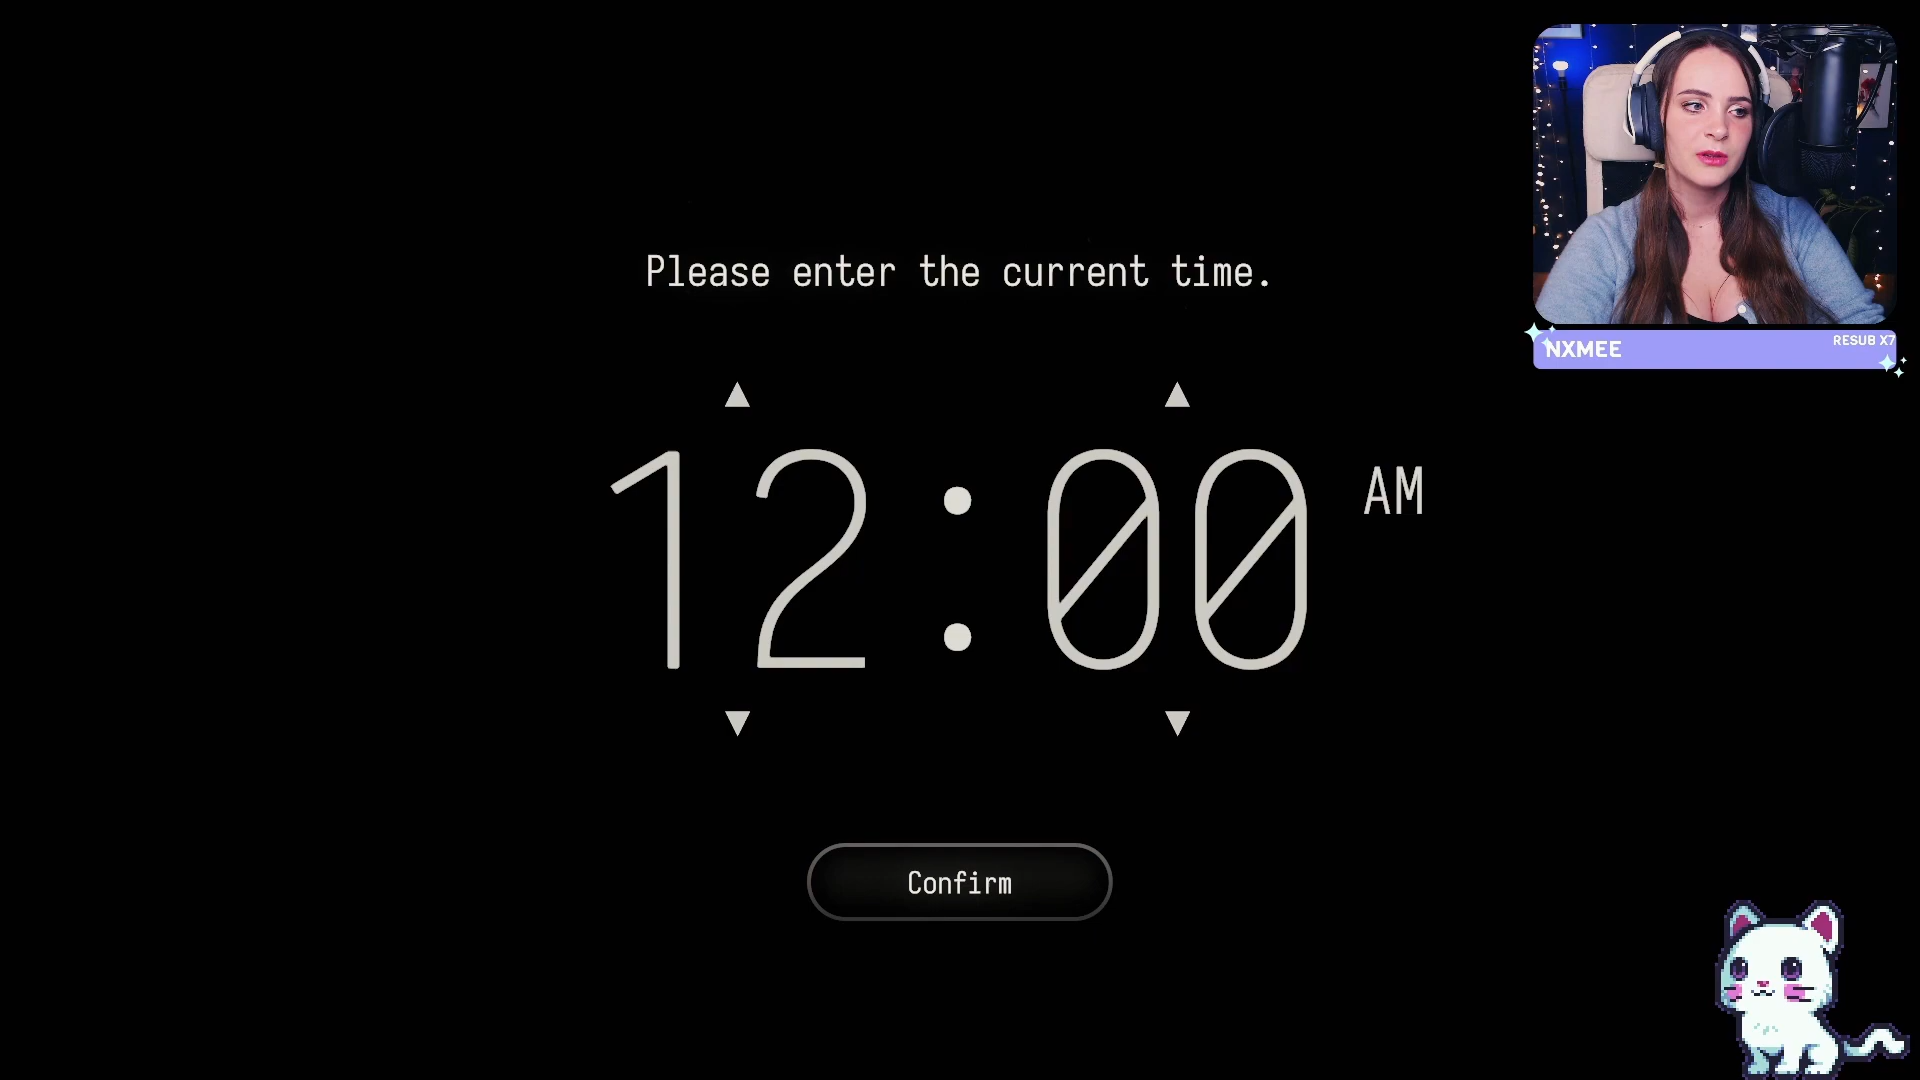 Please enter the current time.
12:00 AM
Confirm
NXMEE
RESUB X7